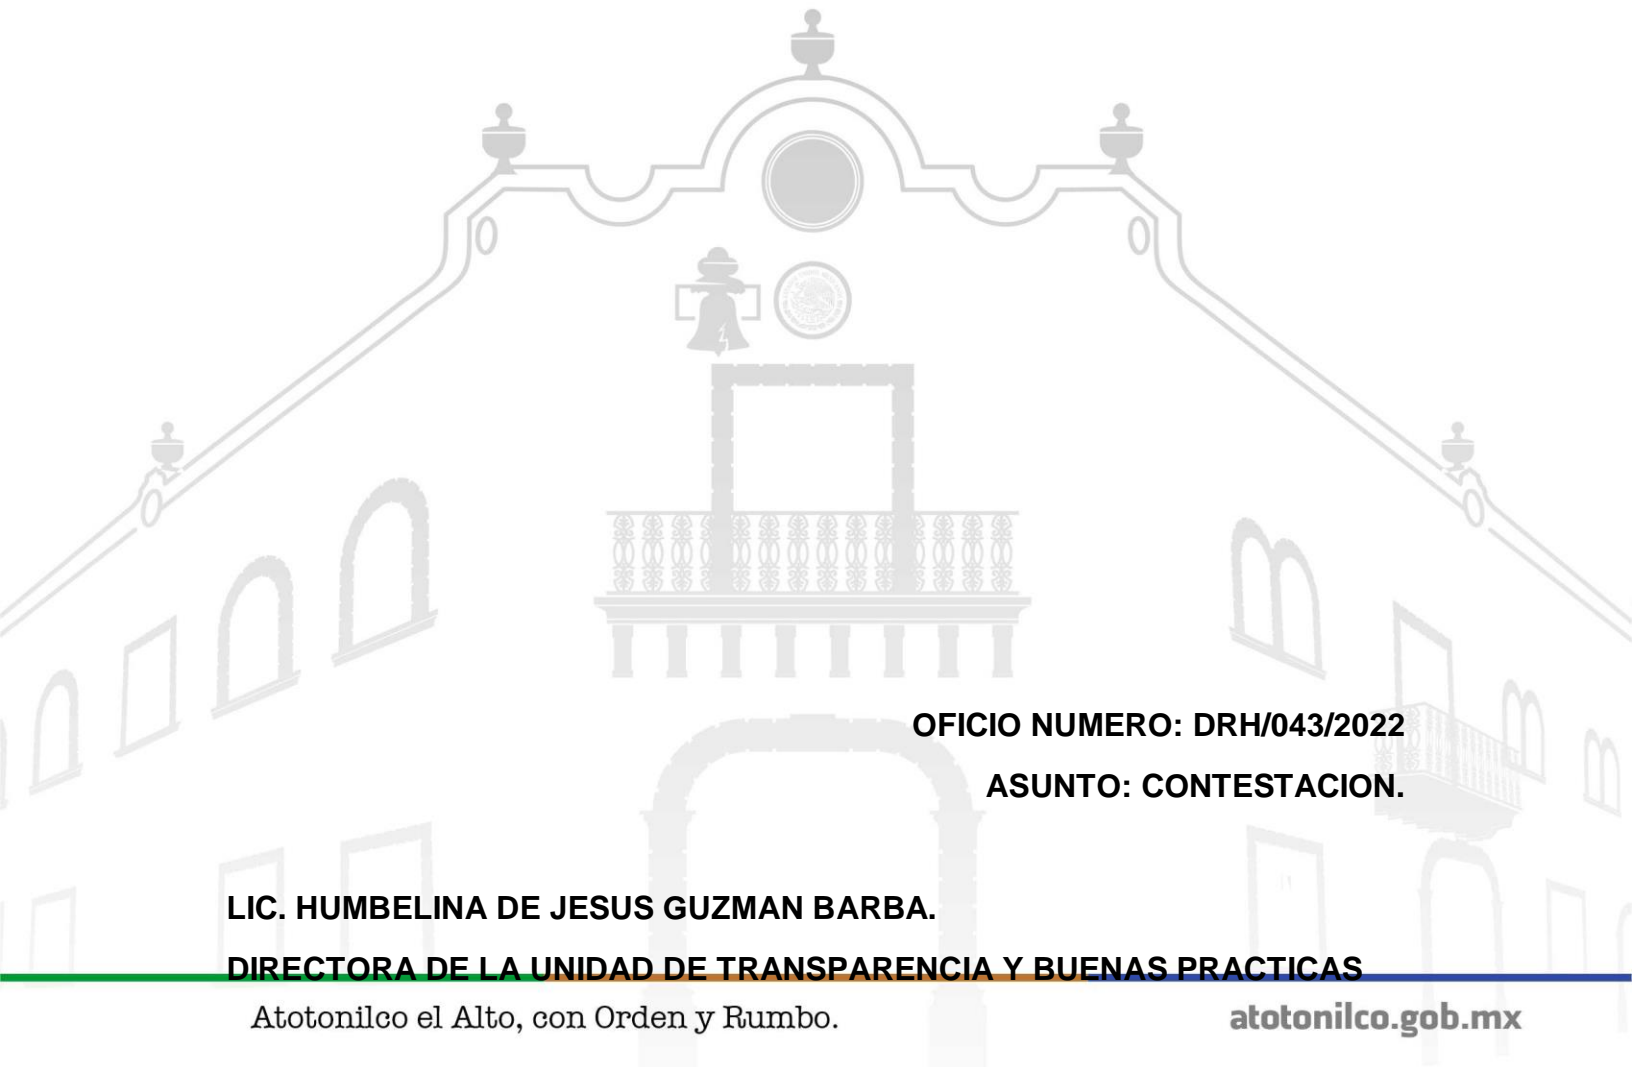 OFICIO NUMERO: DRH/043/2022
ASUNTO: CONTESTACION.
LIC. HUMBELINA DE JESUS GUZMAN BARBA.
DIRECTORA DE LA UNIDAD DE TRANSPARENCIA Y BUENAS PRACTICAS
Atotonilco el Alto, con Orden y Rumbo.
atotonilco.gob.mx